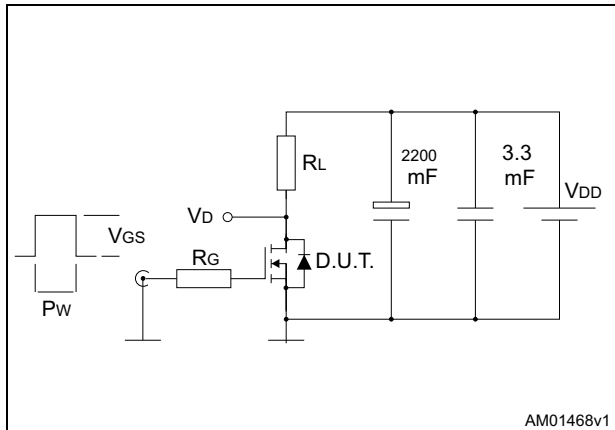 RL
2200
mF
3.3
mF
VDD
VD
VGS
RG
D.U.T.
PW
AM01468v1